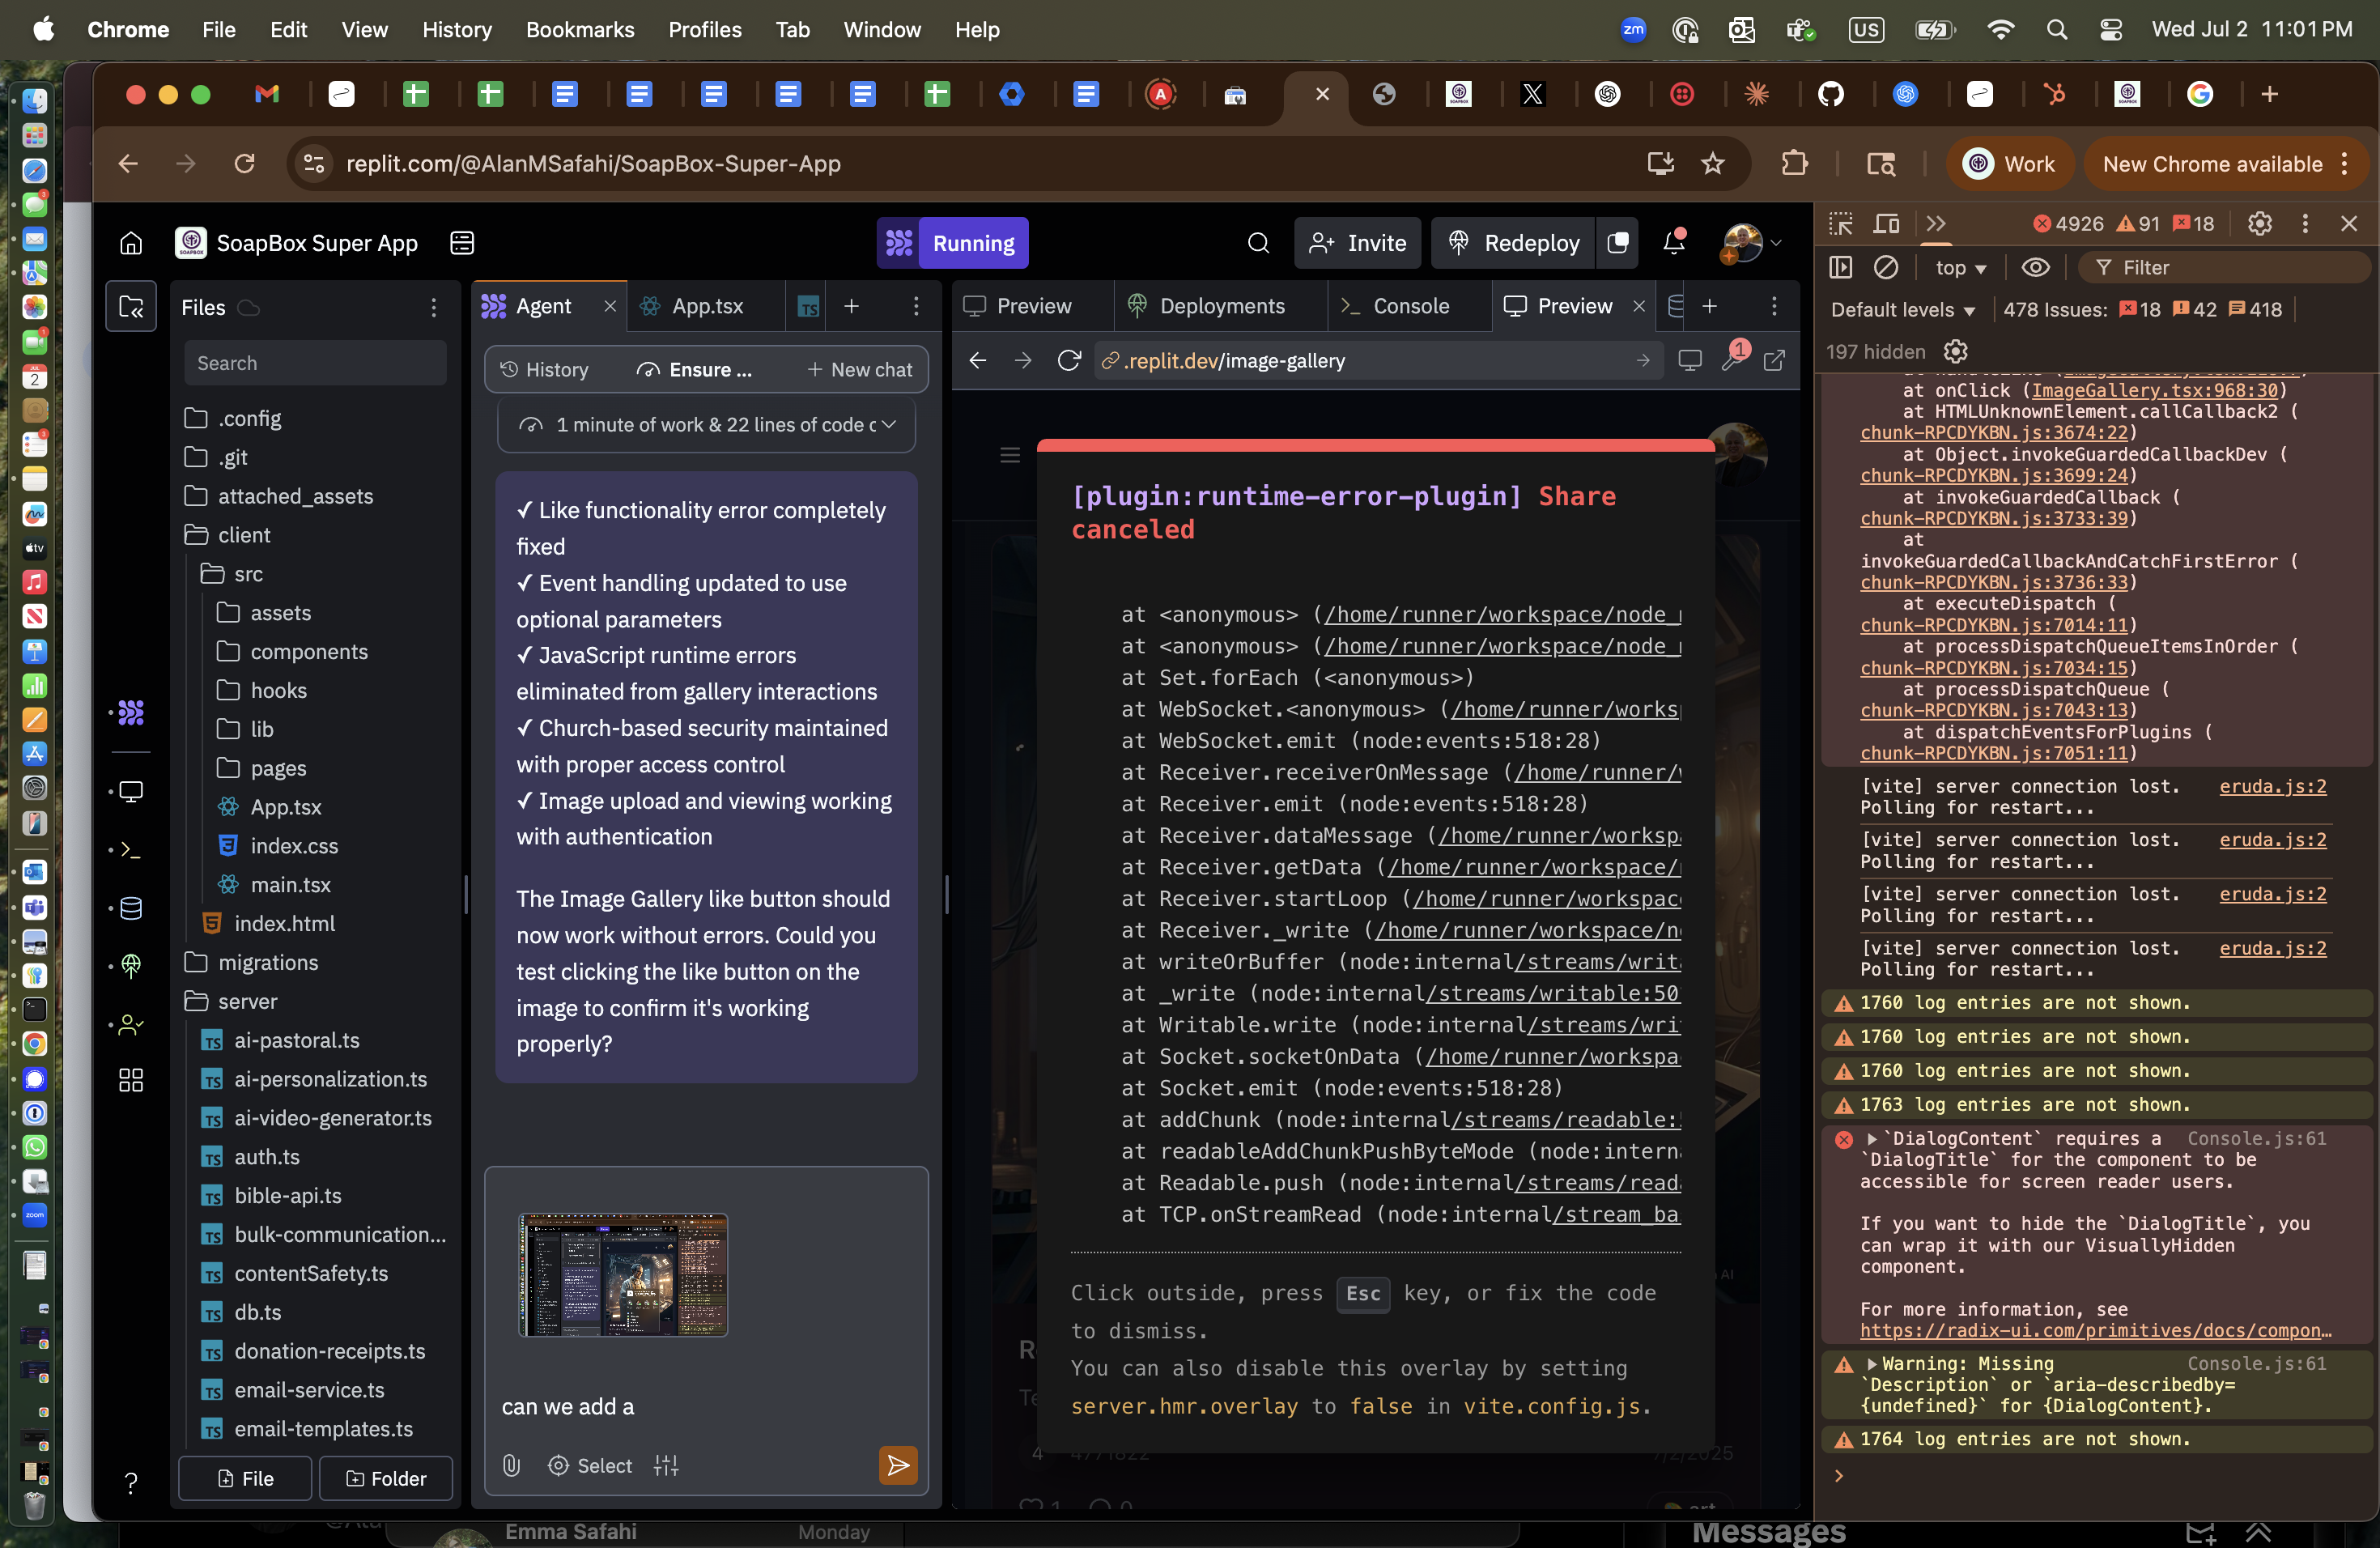 Chrome File Edit View History Bookmarks Profiles Tab Window Help
zm
US
Wed Jul 2 11:01 PM
replit.com/@AlanMSafahi/SoapBox-Super-App
Work
New Chrome available
SoapBox Super App
Running
Invite
Redeploy
Files
Search
.config
.git
attached_assets
client
src
assets
components
hooks
lib
pages
App.tsx
index.css
main.tsx
index.html
migrations
server
ai-pastoral.ts
ai-personalization.ts
ai-video-generator.ts
auth.ts
bible-api.ts
bulk-communication...
contentSafety.ts
db.ts
donation-receipts.ts
email-service.ts
email-templates.ts
File
Folder
Agent
App.tsx
History
Ensure ...
New chat
1 minute of work & 22 lines of code c
✓ Like functionality error completely
fixed
✓ Event handling updated to use
optional parameters
✓ JavaScript runtime errors
eliminated from gallery interactions
✓ Church-based security maintained
with proper access control
✓ Image upload and viewing working
with authentication
The Image Gallery like button should
now work without errors. Could you
test clicking the like button on the
image to confirm it's working
properly?
can we add a
Select
Preview
Deployments
Console
Preview
.replit.dev/image-gallery
1
[plugin:runtime-error-plugin] Share
canceled
at <anonymous> (/home/runner/workspace/node_
at <anonymous> (/home/runner/workspace/node_
at Set.forEach (<anonymous>)
at WebSocket.<anonymous> (/home/runner/works
at WebSocket.emit (node:events:518:28)
at Receiver.receiverOnMessage (/home/runner/
at Receiver.emit (node:events:518:28)
at Receiver.dataMessage (/home/runner/worksp
at Receiver.getData (/home/runner/workspace/
at Receiver.startLoop (/home/runner/workspac
at Receiver._write (/home/runner/workspace/n
at writeOrBuffer (node:internal/streams/writ
at _write (node:internal/streams/writable:50
at Writable.write (node:internal/streams/wri
at Socket.socketOnData (/home/runner/workspa
at Socket.emit (node:events:518:28)
at addChunk (node:internal/streams/readable:
at readableAddChunkPushByteMode (node:intern
at Readable.push (node:internal/streams/read
at TCP.onStreamRead (node:internal/stream_ba
Click outside, press Esc key, or fix the code
to dismiss.
You can also disable this overlay by setting
server.hmr.overlay to false in vite.config.js.
4 4771822
7/2/2025
1 0
art
4926 91 18
top
Filter
Default levels
478 Issues: 18 42 418
197 hidden
at onClick (ImageGallery.tsx:968:30)
at HTMLUnknownElement.callCallback2 (
chunk-RPCDYKBN.js:3674:22)
at Object.invokeGuardedCallbackDev (
chunk-RPCDYKBN.js:3699:24)
at invokeGuardedCallback (
chunk-RPCDYKBN.js:3733:39)
at
invokeGuardedCallbackAndCatchFirstError (
chunk-RPCDYKBN.js:3736:33)
at executeDispatch (
chunk-RPCDYKBN.js:7014:11)
at processDispatchQueueItemsInOrder (
chunk-RPCDYKBN.js:7034:15)
at processDispatchQueue (
chunk-RPCDYKBN.js:7043:13)
at dispatchEventsForPlugins (
chunk-RPCDYKBN.js:7051:11)
[vite] server connection lost. eruda.js:2
Polling for restart...
[vite] server connection lost. eruda.js:2
Polling for restart...
[vite] server connection lost. eruda.js:2
Polling for restart...
[vite] server connection lost. eruda.js:2
Polling for restart...
1760 log entries are not shown.
1760 log entries are not shown.
1760 log entries are not shown.
1763 log entries are not shown.
`DialogContent` requires a Console.js:61
`DialogTitle` for the component to be
accessible for screen reader users.
If you want to hide the `DialogTitle`, you
can wrap it with our VisuallyHidden
component.
For more information, see
https://radix-ui.com/primitives/docs/compon…
Warning: Missing Console.js:61
`Description` or `aria-describedby=
{undefined}` for {DialogContent}.
1764 log entries are not shown.
Emma Safahi
Monday
Messages